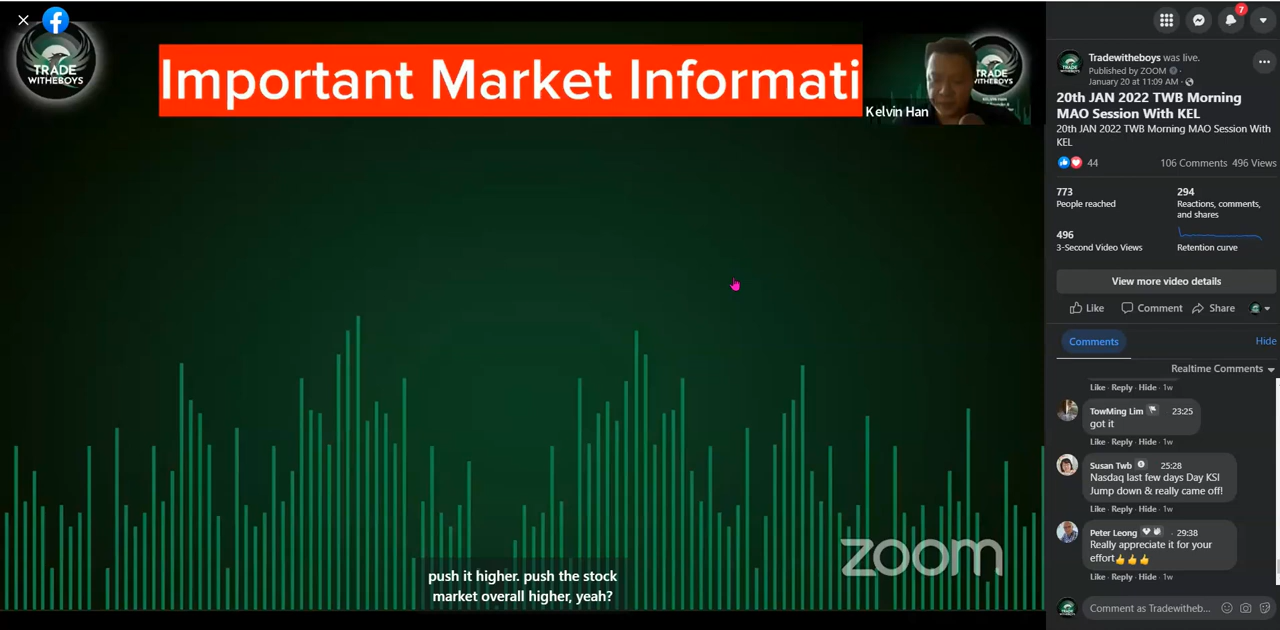 TRADE
WITHEBOYS
Important Market Informati
TRADE
WITHEBOYS
Kelvin Han
push it higher. push the stock
market overall higher, yeah?
zoom
7
Tradewitheboys was live.
Published by ZOOM
January 20 at 11:09 AM
20th JAN 2022 TWB Morning
MAO Session With KEL
20th JAN 2022 TWB Morning MAO Session With
KEL
44 106 Comments 496 Views
773 294
People reached Reactions, comments,
and shares
496
3-Second Video Views Retention curve
View more video details
Like Comment Share
Comments Hide
Realtime Comments
Like · Reply · Hide · 1w
TowMing Lim 23:25
got it
Like · Reply · Hide · 1w
Susan Twb 25:28
Nasdaq last few days Day KSI
Jump down & really came off!
Like · Reply · Hide · 1w
Peter Leong · 29:38
Really appreciate it for your
effort👍👍👍
Like · Reply · Hide · 1w
Comment as Tradewitheb...